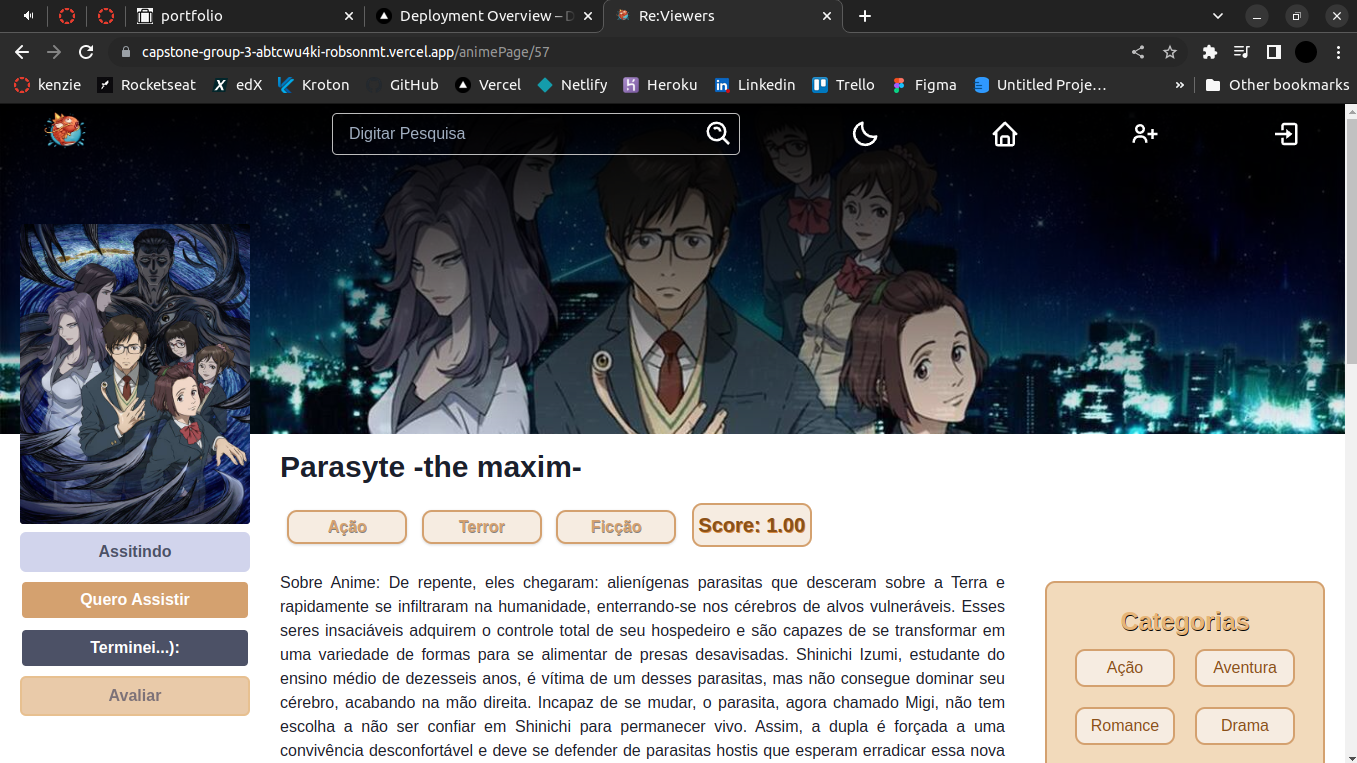 portfolio
Deployment Overview – D
Re:Viewers
capstone-group-3-abtcwu4ki-robsonmt.vercel.app/animePage/57
kenzie
Rocketseat
edX
Kroton
GitHub
Vercel
Netlify
Heroku
Linkedin
Trello
Figma
Untitled Proje…
»
Other bookmarks
Digitar Pesquisa
Parasyte -the maxim-
Ação
Terror
Ficção
Score: 1.00
Assitindo
Quero Assistir
Terminei...):
Avaliar
Sobre Anime: De repente, eles chegaram: alienígenas parasitas que desceram sobre a Terra e
rapidamente se infiltraram na humanidade, enterrando-se nos cérebros de alvos vulneráveis. Esses
seres insaciáveis adquirem o controle total de seu hospedeiro e são capazes de se transformar em
uma variedade de formas para se alimentar de presas desavisadas. Shinichi Izumi, estudante do
ensino médio de dezesseis anos, é vítima de um desses parasitas, mas não consegue dominar seu
cérebro, acabando na mão direita. Incapaz de se mudar, o parasita, agora chamado Migi, não tem
escolha a não ser confiar em Shinichi para permanecer vivo. Assim, a dupla é forçada a uma
convivência desconfortável e deve se defender de parasitas hostis que esperam erradicar essa nova
Categorias
Ação
Aventura
Romance
Drama